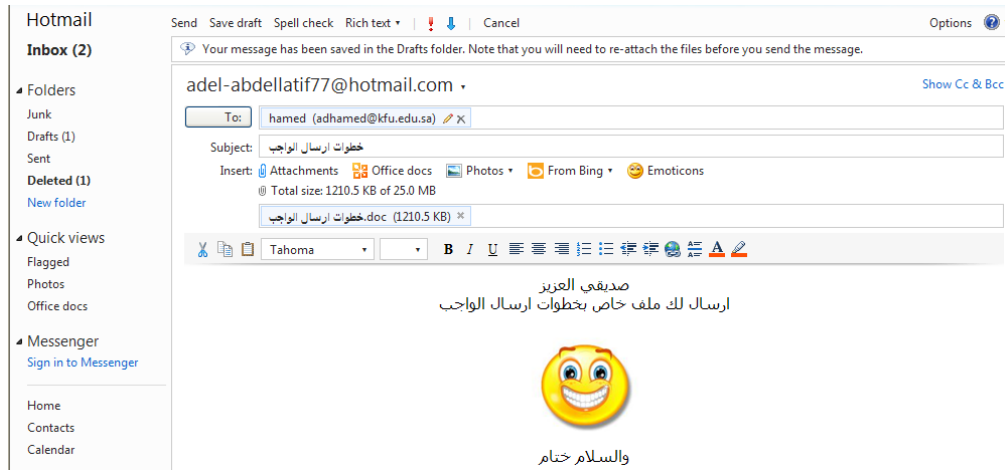 Hotmail
Send Save draft Spell check Rich text Cancel Options
Inbox (2)
Your message has been saved in the Drafts folder. Note that you will need to re-attach the files before you send the message.
Folders
adel-abdellatif77@hotmail.com
Show Cc & Bcc
Junk
To: hamed (adhamed@kfu.edu.sa)
Drafts (1)
Subject: خطوات ارسال الواجب
Sent
Insert: Attachments Office docs Photos From Bing Emoticons
Deleted (1)
Total size: 1210.5 KB of 25.0 MB
New folder
خطوات ارسال الواجب.doc (1210.5 KB)
Quick views
Tahoma B I U
Flagged
Photos
صديقي العزيز
Office docs
ارسال لك ملف خاص بخطوات ارسال الواجب
Messenger
Sign in to Messenger
Home
Contacts
Calendar
والسلام ختام